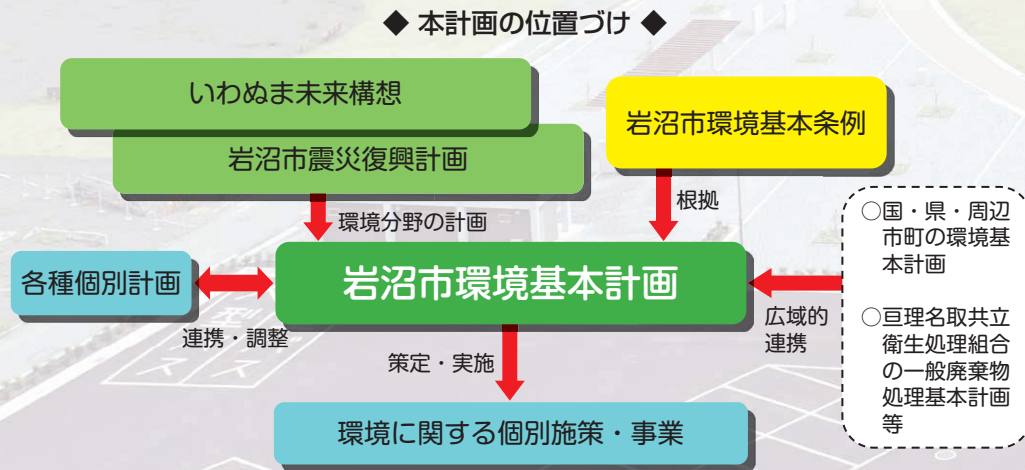 ◆ 本計画の位置づけ ◆
いわぬま未来構想
岩沼市震災復興計画
岩沼市環境基本条例
環境分野の計画
根拠
○国・県・周辺
市町の環境基
本計画
○亘理名取共立
衛生処理組合
の一般廃棄物
処理基本計画
等
各種個別計画
岩沼市環境基本計画
連携・調整
広域的
連携
策定・実施
環境に関する個別施策・事業